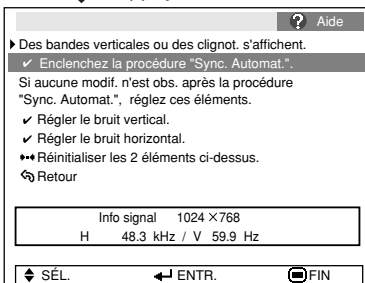 ? Aide
Des bandes verticales ou des clignot. s'affichent.
✔ Enclenchez la procédure "Sync. Automat.".
Si aucune modif. n'est obs. après la procédure
"Sync. Automat.", réglez ces éléments.
✔ Régler le bruit vertical.
✔ Régler le bruit horizontal.
Réinitialiser les 2 éléments ci-dessus.
Retour
Info signal 1024×768
H 48.3 kHz / V 59.9 Hz
SÉL. ENTR. FIN